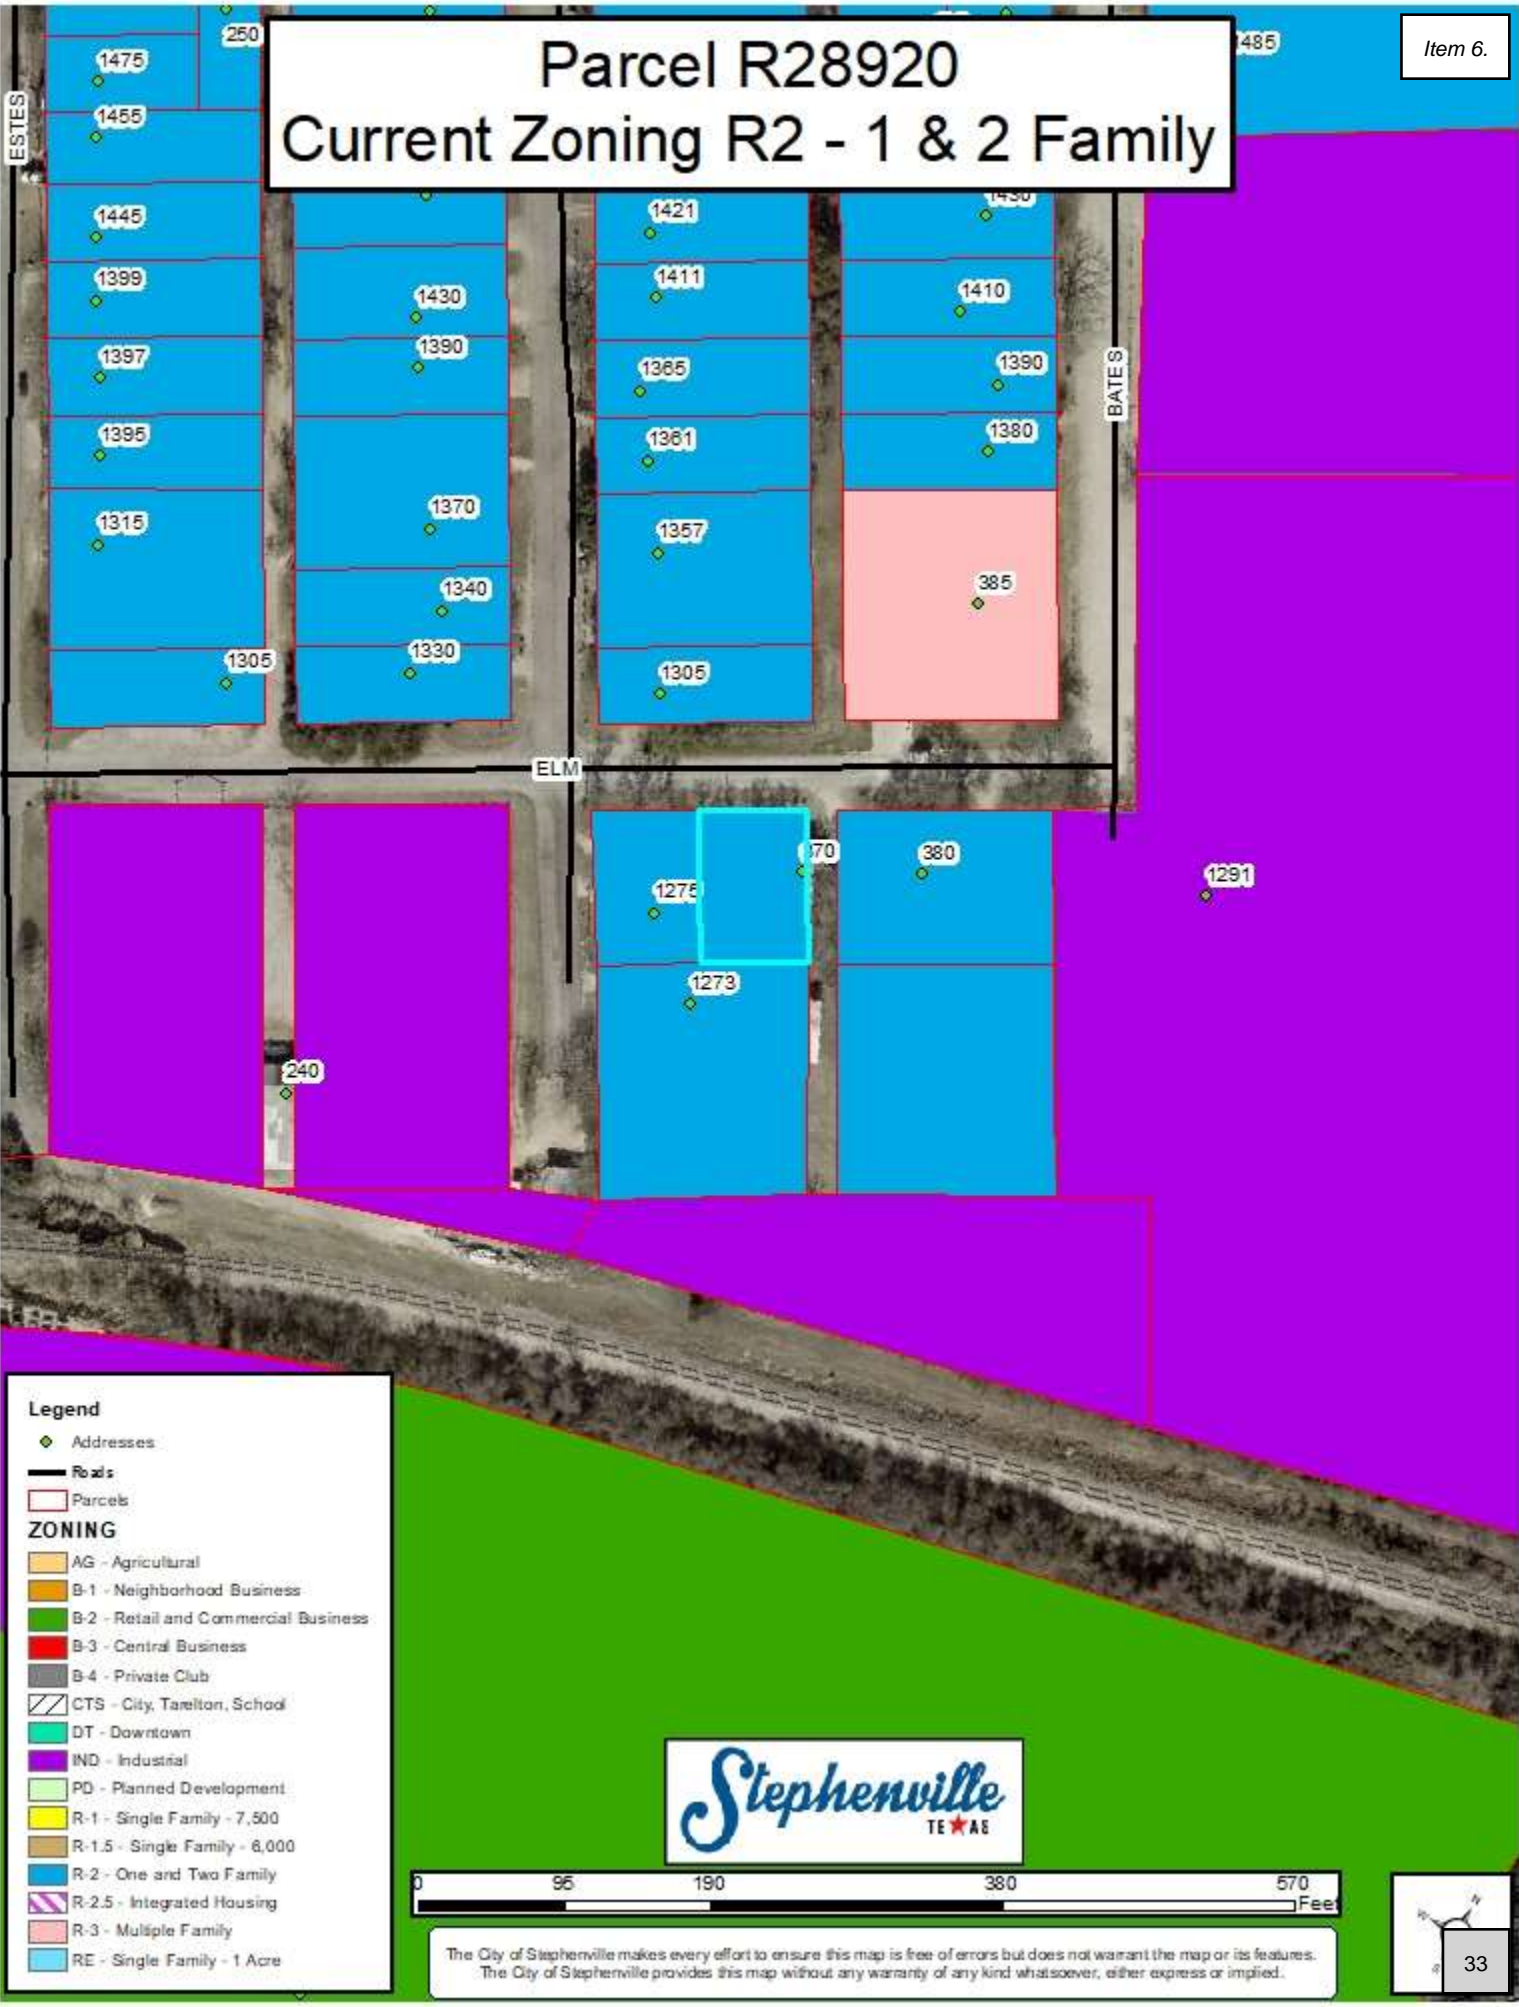 Item 6.
Parcel R28920
Current Zoning R2 - 1 & 2 Family
250
1485
1475
1455
ESTES
1445
1421
1430
1399
1411
1430
1410
1397
1390
1365
1390
BATES
1395
1361
1380
1315
1370
1357
385
1340
1305
1330
1305
ELM
370
380
1275
1291
1273
240
Legend
Addresses
Roads
Parcels
ZONING
AG - Agricultural
B-1 - Neighborhood Business
B-2 - Retail and Commercial Business
B-3 - Central Business
B-4 - Private Club
CTS - City, Tarelton, School
DT - Downtown
IND - Industrial
PD - Planned Development
R-1 - Single Family - 7,500
R-1.5 - Single Family - 6,000
R-2 - One and Two Family
R-2.5 - Integrated Housing
R-3 - Multiple Family
RE - Single Family - 1 Acre
Stephenville
TEXAS
0 95 190 380 570
Feet
The City of Stephenville makes every effort to ensure this map is free of errors but does not warrant the map or its features.
The City of Stephenville provides this map without any warranty of any kind whatsoever, either express or implied.
N
W
S
33